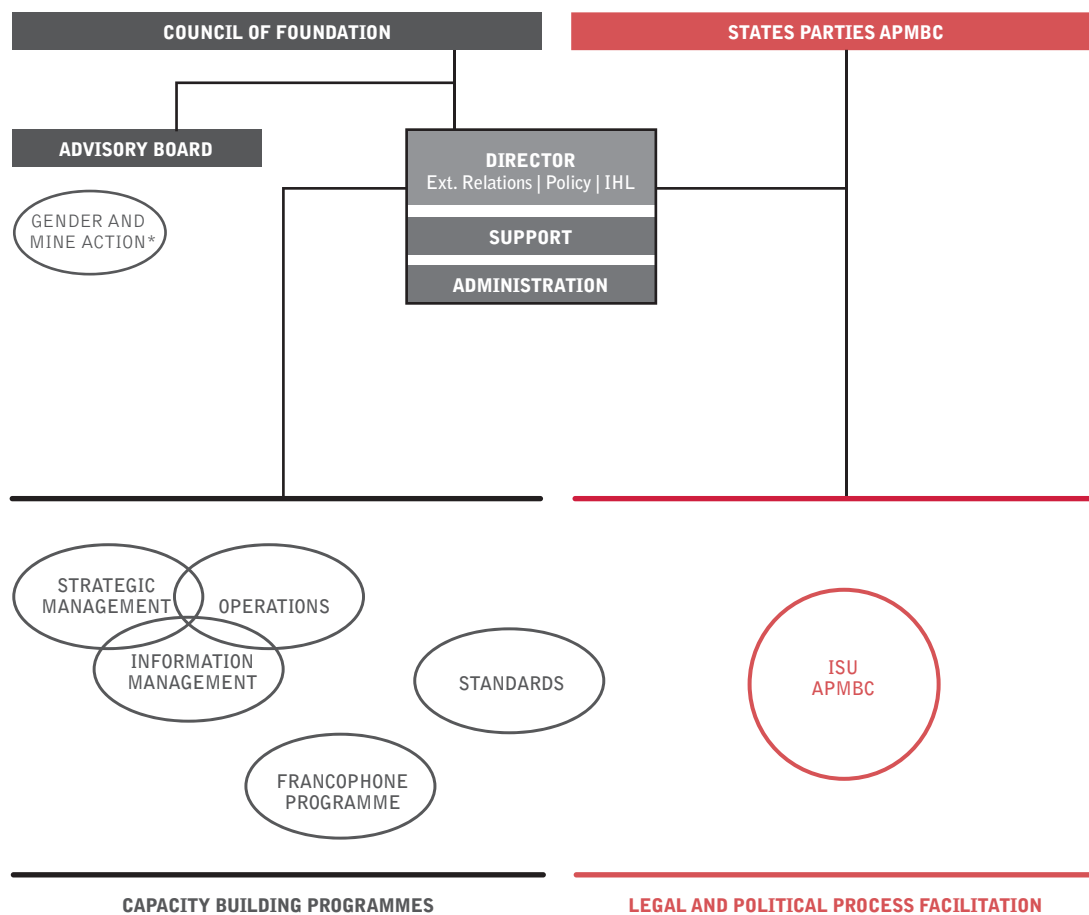 COUNCIL OF FOUNDATION
STATES PARTIES APMBC
ADVISORY BOARD
DIRECTOR
Ext. Relations | Policy | IHL
SUPPORT
ADMINISTRATION
GENDER AND
MINE ACTION*
STRATEGIC
MANAGEMENT
OPERATIONS
INFORMATION
MANAGEMENT
STANDARDS
FRANCOPHONE
PROGRAMME
ISU
APMBC
CAPACITY BUILDING PROGRAMMES
LEGAL AND POLITICAL PROCESS FACILITATION